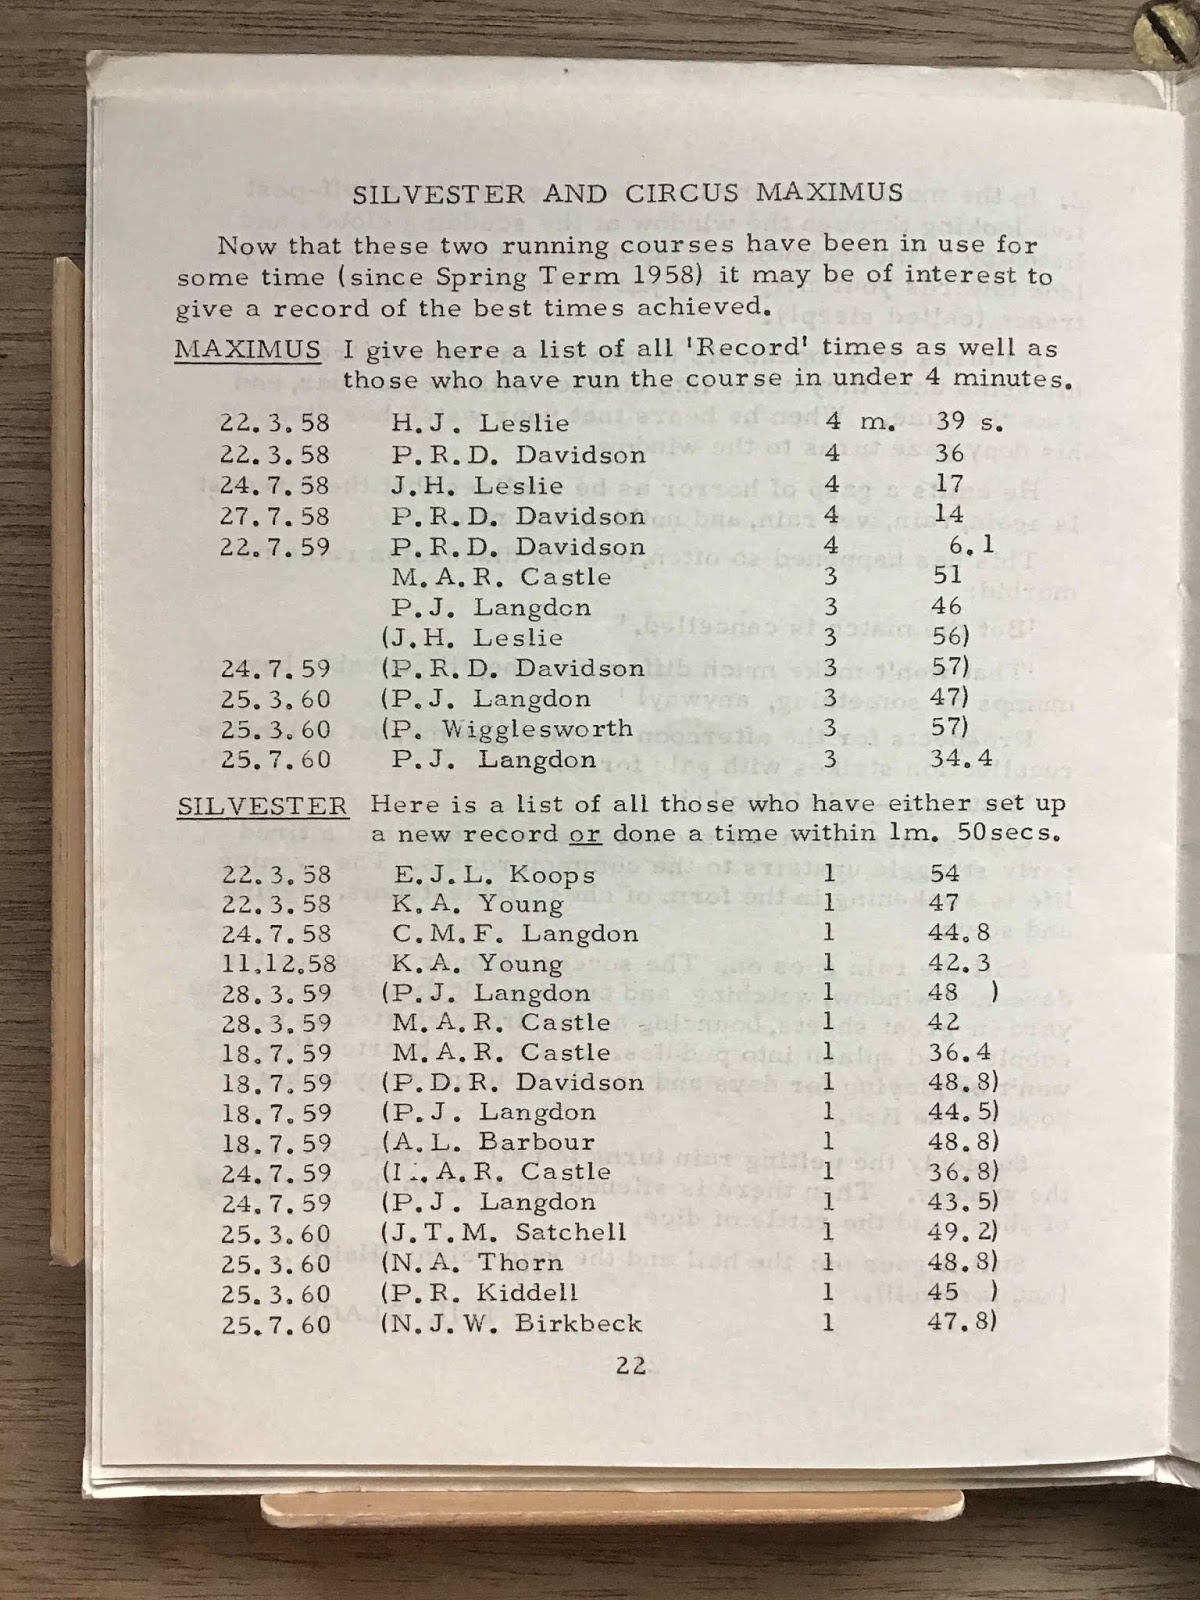 SILVESTER AND CIRCUS MAXIMUS
Now that these two running courses have been in use for
some time (since Spring Term 1958) it may be of interest to
give a record of the best times achieved.
MAXIMUS I give here a list of all 'Record' times as well as
those who have run the course in under 4 minutes.
22.3.58 H.J. Leslie 4 m. 39 s.
22.3.58 P.R.D. Davidson 4 36
24.7.58 J.H. Leslie 4 17
27.7.58 P.R.D. Davidson 4 14
22.7.59 P.R.D. Davidson 4 6.1
M.A.R. Castle 3 51
P.J. Langdon 3 46
(J.H. Leslie 3 56)
24.7.59 (P.R.D. Davidson 3 57)
25.3.60 (P.J. Langdon 3 47)
25.3.60 (P. Wigglesworth 3 57)
25.7.60 P.J. Langdon 3 34.4
SILVESTER Here is a list of all those who have either set up
a new record or done a time within 1m. 50secs.
22.3.58 E.J.L. Koops 1 54
22.3.58 K.A. Young 1 47
24.7.58 C.M.F. Langdon 1 44.8
11.12.58 K.A. Young 1 42.3
28.3.59 (P.J. Langdon 1 48 )
28.3.59 M.A.R. Castle 1 42
18.7.59 M.A.R. Castle 1 36.4
18.7.59 (P.D.R. Davidson 1 48.8)
18.7.59 (P.J. Langdon 1 44.5)
18.7.59 (A.L. Barbour 1 48.8)
24.7.59 A.R. Castle 1 36.8)
24.7.59 (P.J. Langdon 1 43.5)
25.3.60 (J.T.M. Satchell 1 49.2)
25.3.60 (N.A. Thorn 1 48.8)
25.3.60 (P.R. Kiddell 1 45 )
25.7.60 (N.J.W. Birkbeck 1 47.8)
22